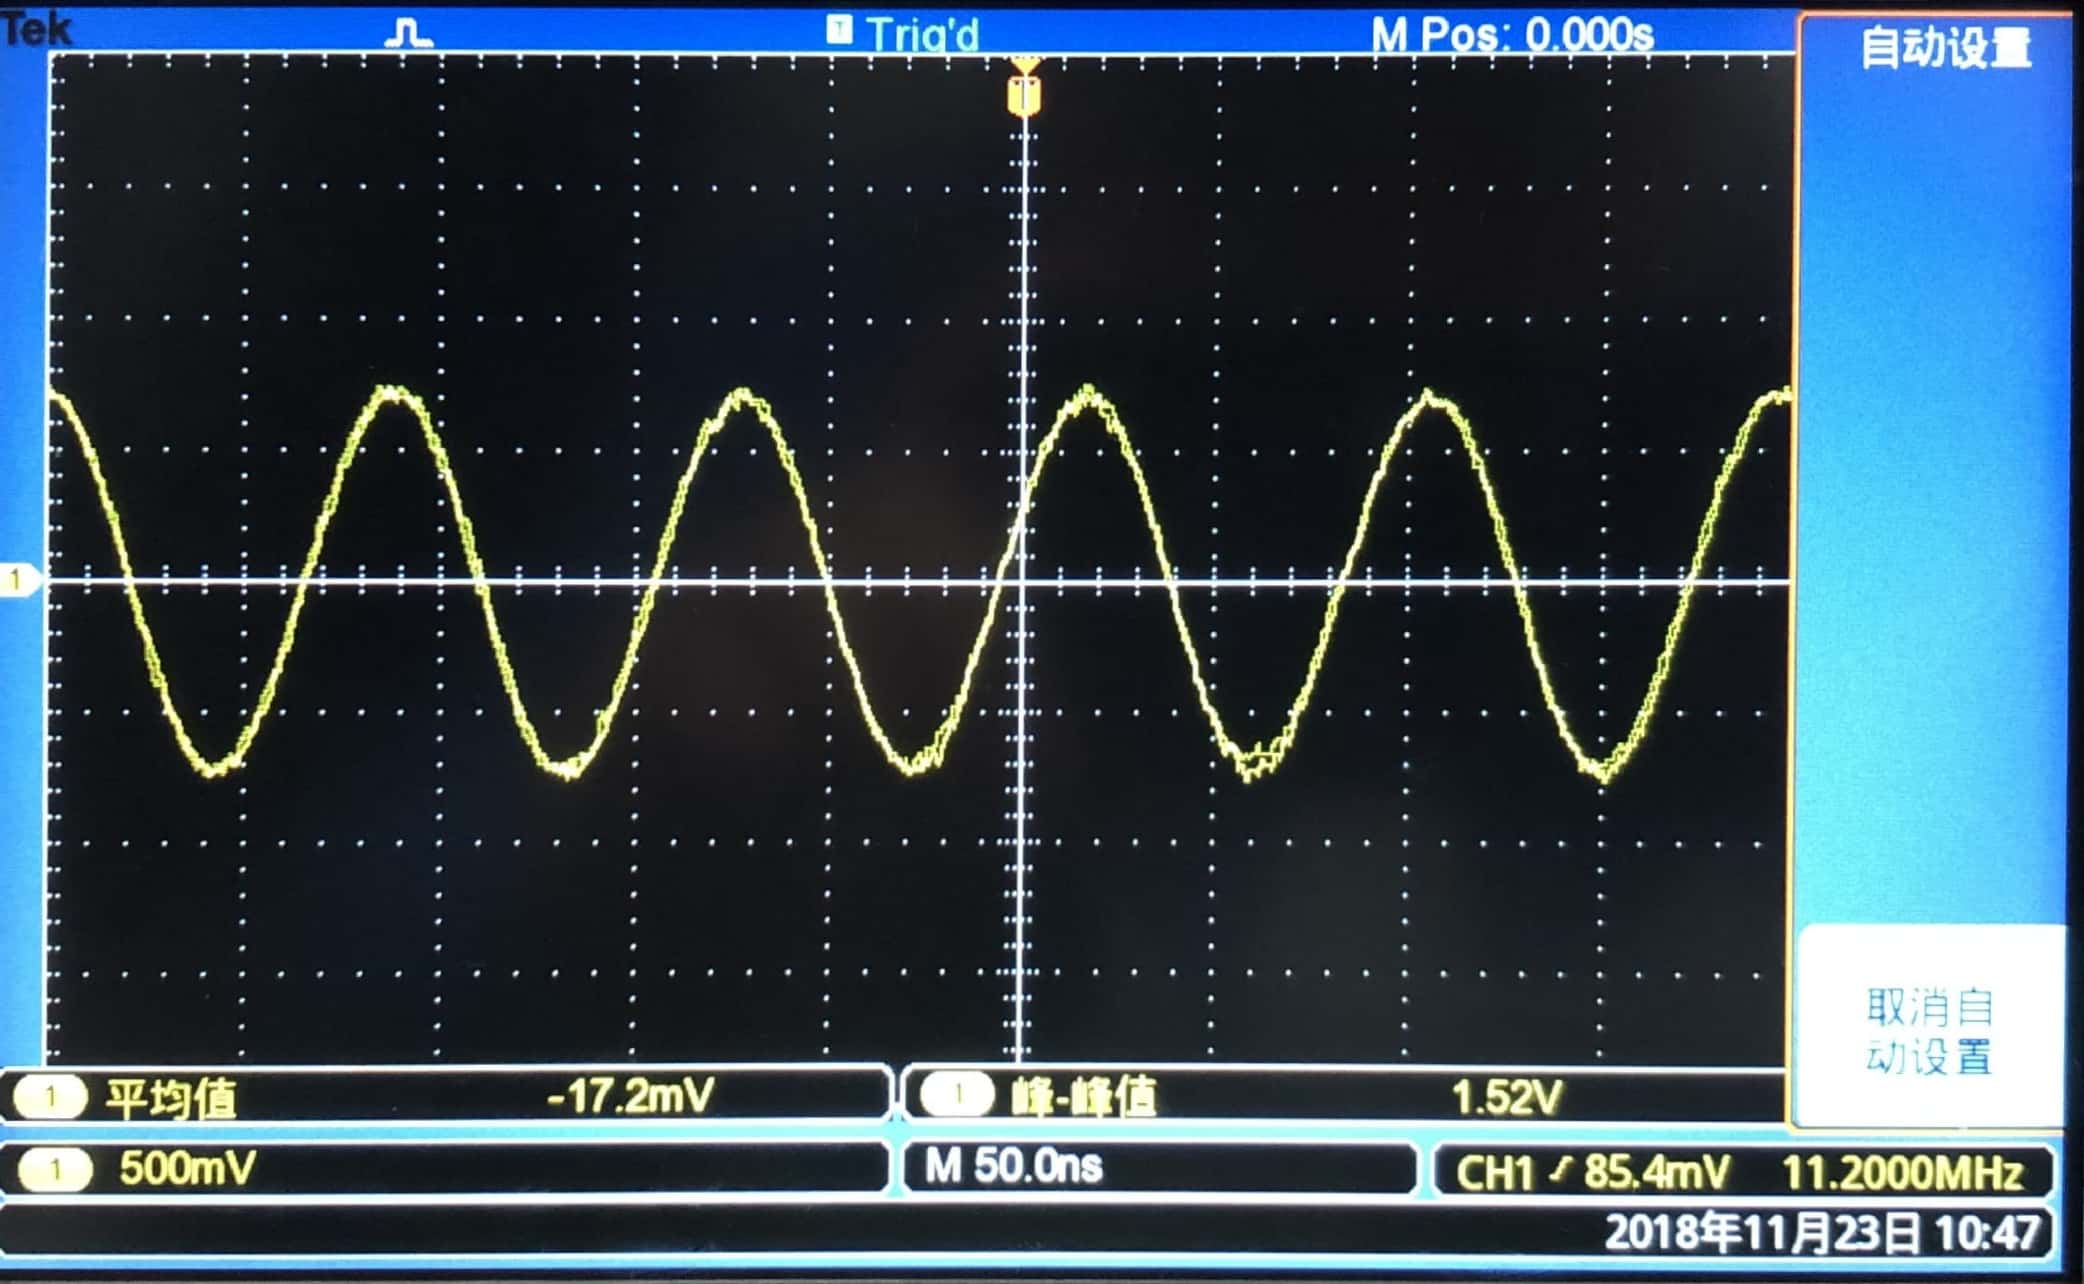 Tek
T Trig'd
M Pos: 0.000s
自动设置
T
1
取消自
动设置
1 平均值 -17.2mV
1 峰-峰值 1.52V
1 500mV
M 50.0ns
CH1 85.4mV 11.2000MHz
2018年11月23日 10:47